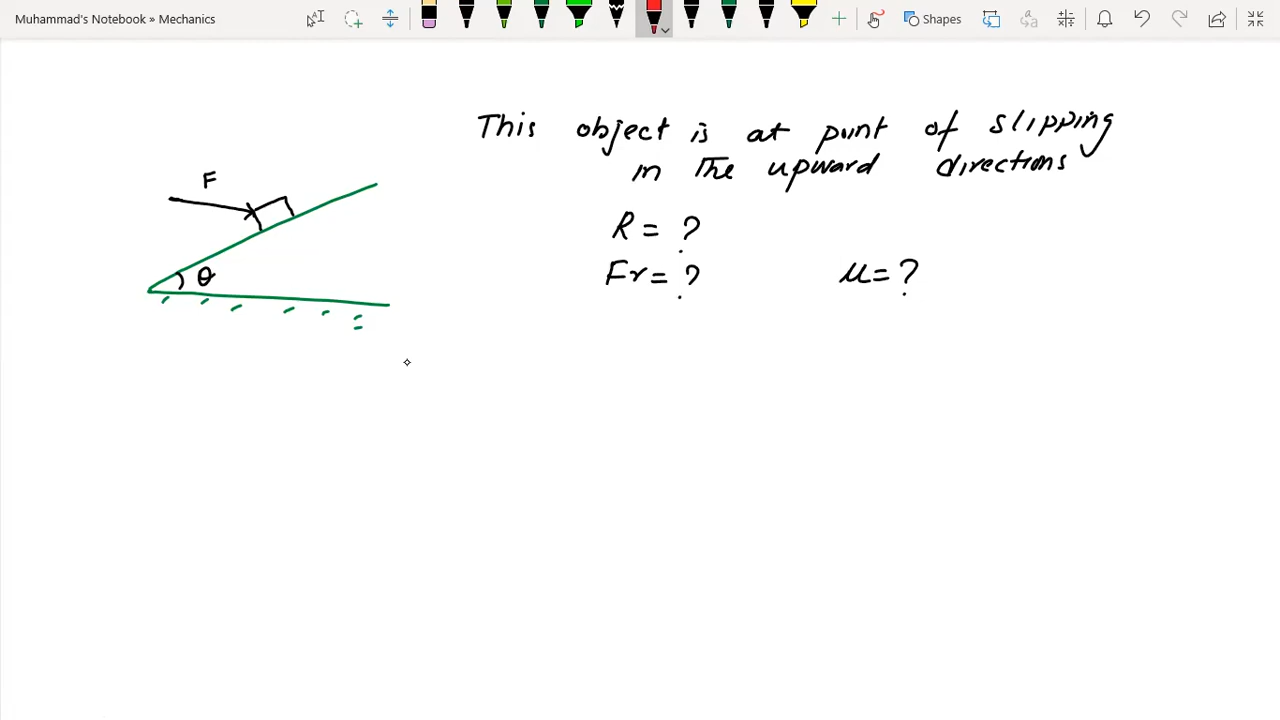 Muhammad's Notebook » Mechanics
Shapes
This object is at point of slipping
in the upward directions
F
R = ?
θ
Fr = ?
μ = ?